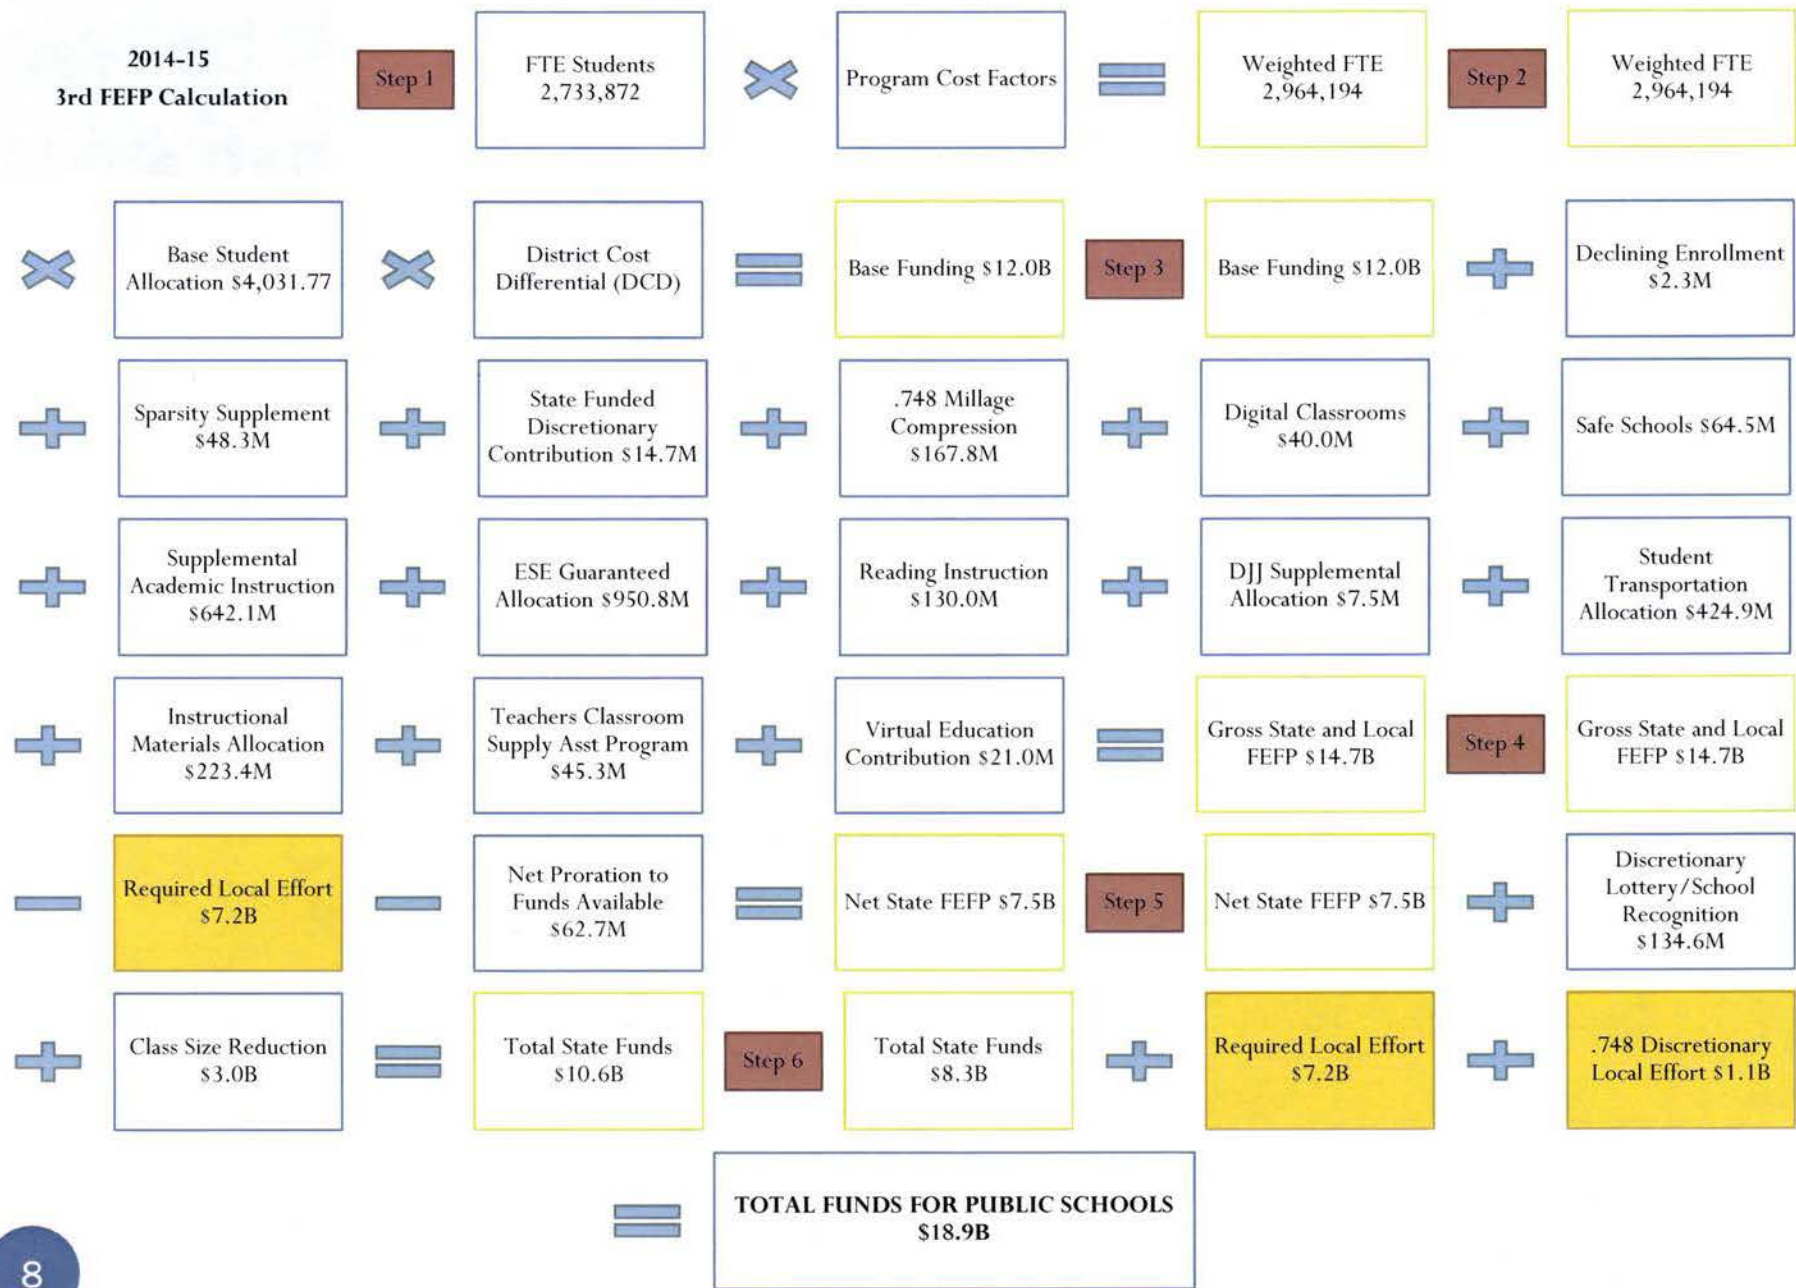 2014-15
3rd FEFP Calculation
Step 1
FTE Students
2,733,872
Program Cost Factors
Weighted FTE
2,964,194
Step 2
Weighted FTE
2,964,194
Base Student
Allocation $4,031.77
District Cost
Differential (DCD)
Base Funding $12.0B
Step 3
Base Funding $12.0B
Declining Enrollment
$2.3M
Sparsity Supplement
$48.3M
State Funded
Discretionary
Contribution $14.7M
.748 Millage
Compression
$167.8M
Digital Classrooms
$40.0M
Safe Schools $64.5M
Supplemental
Academic Instruction
$642.1M
ESE Guaranteed
Allocation $950.8M
Reading Instruction
$130.0M
DJJ Supplemental
Allocation $7.5M
Student
Transportation
Allocation $424.9M
Instructional
Materials Allocation
$223.4M
Teachers Classroom
Supply Asst Program
$45.3M
Virtual Education
Contribution $21.0M
Gross State and Local
FEFP $14.7B
Step 4
Gross State and Local
FEFP $14.7B
Required Local Effort
$7.2B
Net Proration to
Funds Available
$62.7M
Net State FEFP $7.5B
Step 5
Net State FEFP $7.5B
Discretionary
Lottery/School
Recognition
$134.6M
Class Size Reduction
$3.0B
Total State Funds
$10.6B
Step 6
Total State Funds
$8.3B
Required Local Effort
$7.2B
.748 Discretionary
Local Effort $1.1B
TOTAL FUNDS FOR PUBLIC SCHOOLS
$18.9B
8